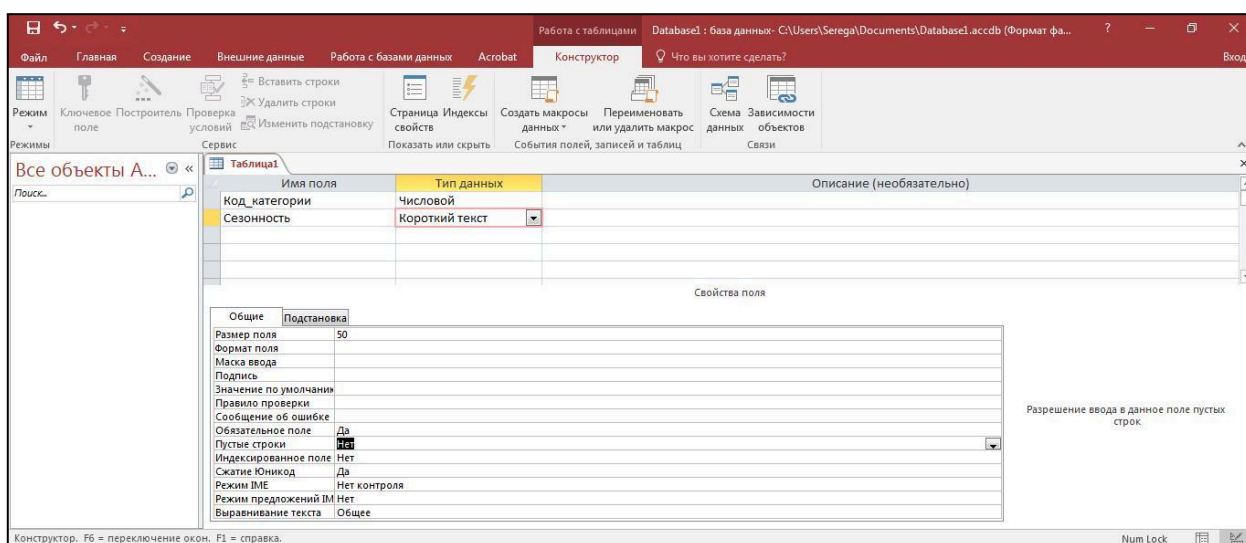 Работа с таблицами Database1 : база данных- C:\Users\Serega\Documents\Database1.accdb (Формат фа... ?
Файл Главная Создание Внешние данные Работа с базами данных Acrobat Конструктор Что вы хотите сделать? Вход
Режим Ключевое поле Построитель Проверка условий
Вставить строки
Удалить строки
Изменить подстановку
Страница свойств Индексы Создать макросы данных Переименовать или удалить макрос Схема данных Зависимости объектов
Режимы Сервис Показать или скрыть События полей, записей и таблиц Связи
Все объекты A... «
Поиск...
Таблица1
Имя поля Тип данных Описание (необязательно)
Код_категории Числовой
Сезонность Короткий текст
Свойства поля
Общие Подстановка
Размер поля 50
Формат поля
Маска ввода
Подпись
Значение по умолчани
Правило проверки
Сообщение об ошибке
Обязательное поле Да
Пустые строки Нет
Индексированное поле Нет
Сжатие Юникод Да
Режим IME Нет контроля
Режим предложений IM Нет
Выравнивание текста Общее
Разрешение ввода в данное поле пустых
строк
Конструктор. F6 = переключение окон. F1 = справка. Num Lock